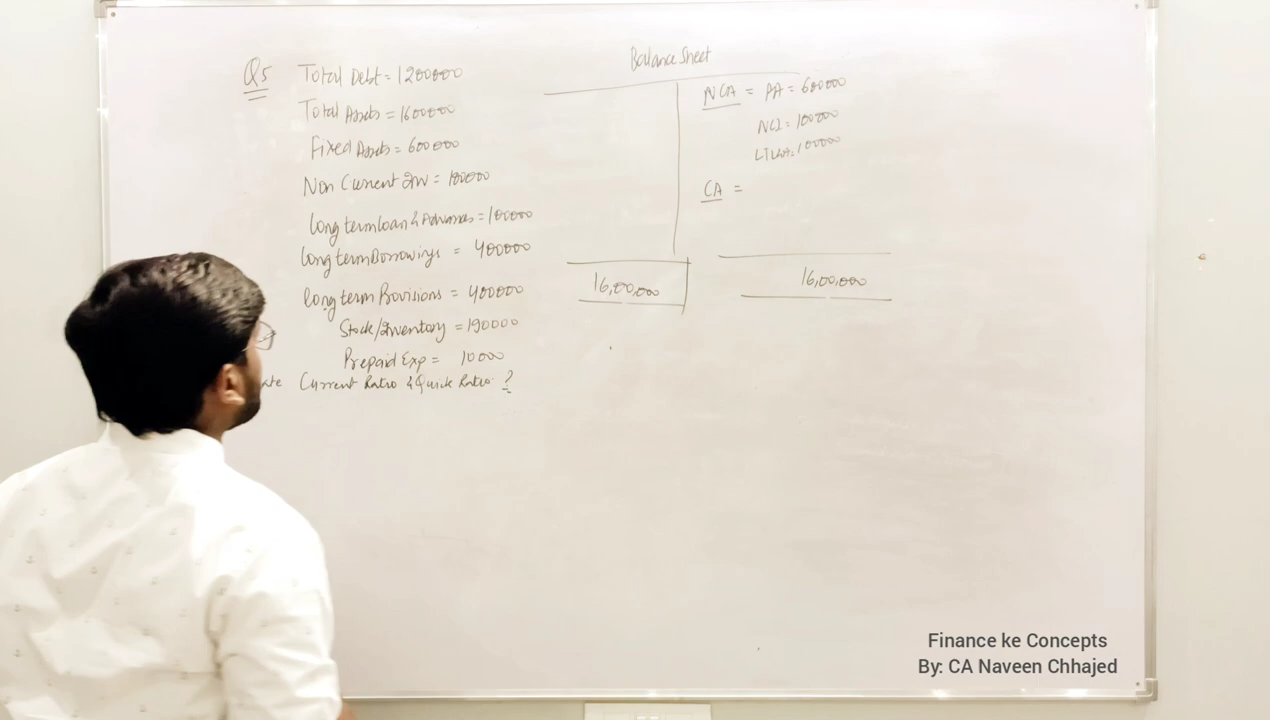 Q5 Total Debt = 1200000
Total Assets = 1600000
Fixed Assets = 600000
Non Current Inv = 100000
Long term loan & Advances = 100000
Long term Borrowings = 400000
Long term Provisions = 400000
Stock/Inventory = 190000
Prepaid Exp = 10000
ate Current Ratio & Quick Ratio ?
Balance Sheet
NCA = FA = 600000
NCI = 100000
LTL&A = 100000
CA =
16,00,000 16,00,000
Finance ke Concepts
By: CA Naveen Chhajed